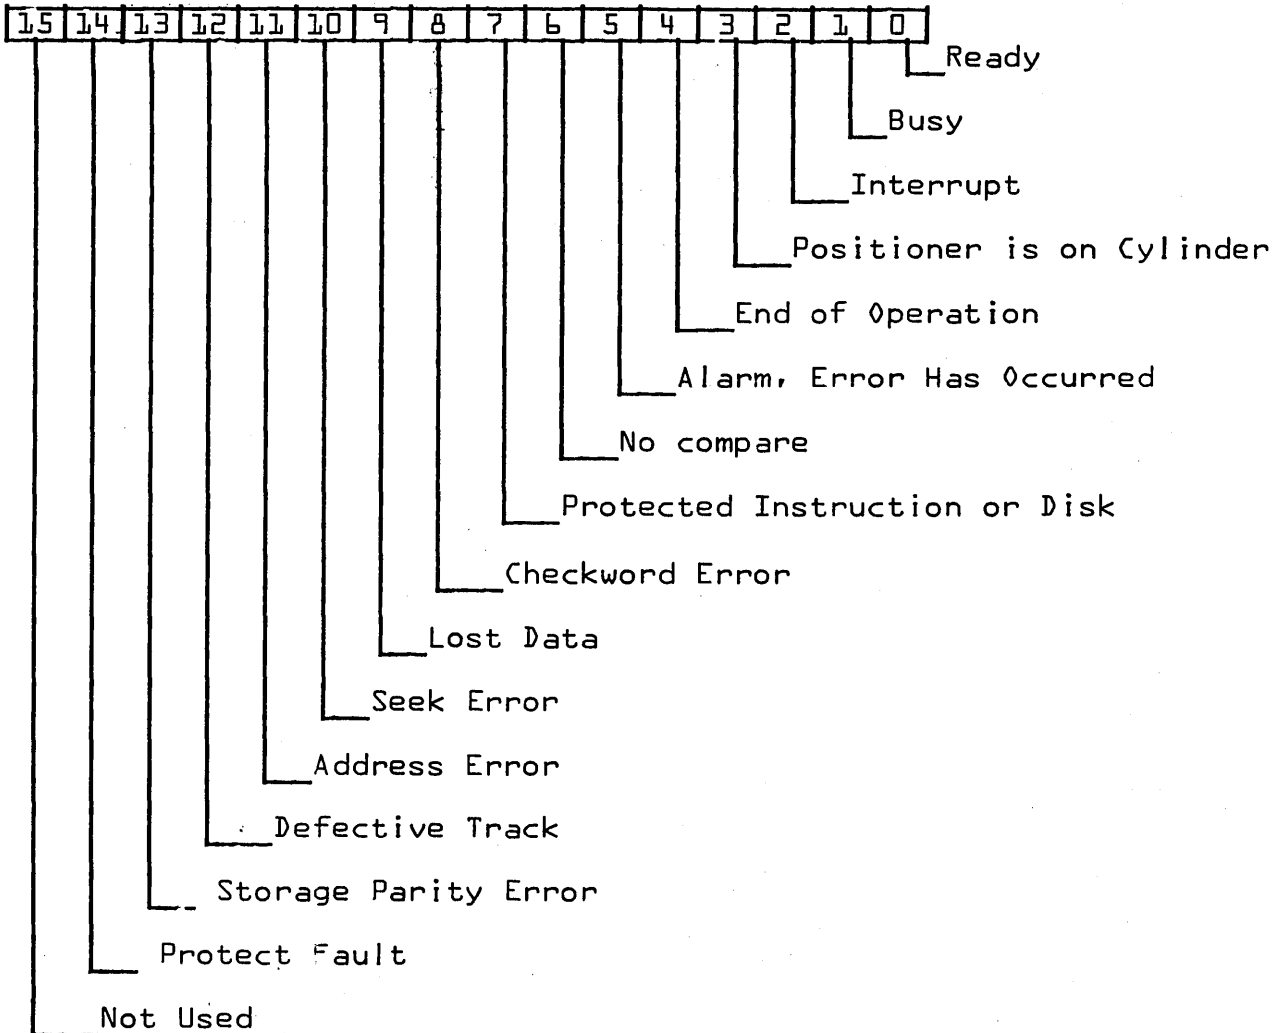 15 14 13 12 11 10 9 8 7 6 5 4 3 2 1 0
Ready
Busy
Interrupt
Positioner is on Cylinder
End of Operation
Alarm, Error Has Occurred
No compare
Protected Instruction or Disk
Checkword Error
Lost Data
Seek Error
Address Error
Defective Track
Storage Parity Error
Protect Fault
Not Used